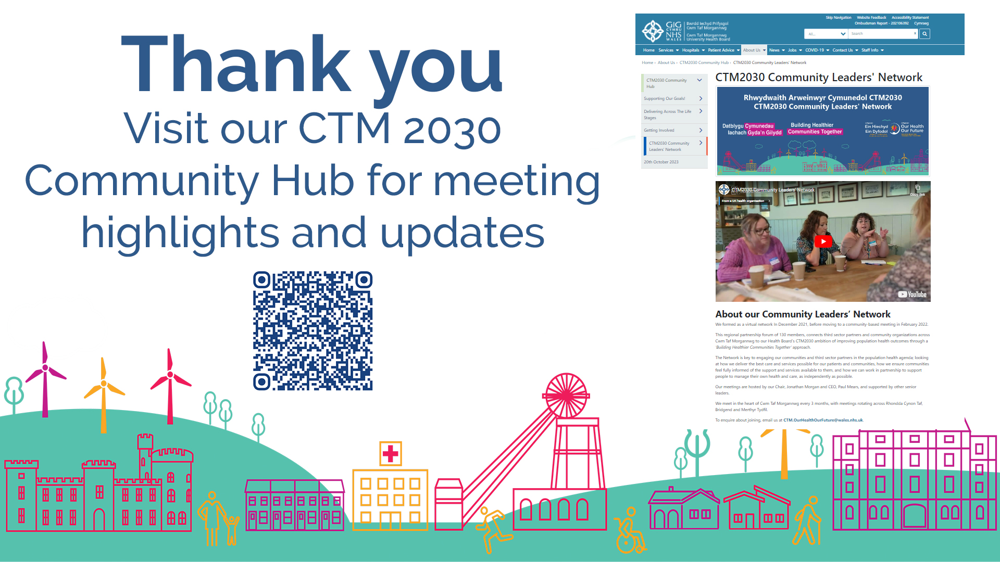 Thank you
Visit our CTM 2030
Community Hub for meeting
highlights and updates
Skip Navigation Website Feedback Accessibility Statement
Ombudsman Report - 202106392 Cymraeg
GIG
CYMRU
NHS
WALES
Bwrdd Iechyd Prifysgol
Cwm Taf Morgannwg
Cwm Taf Morgannwg
University Health Board
All...
Search
x
Home Services Hospitals Patient Advice About Us News Jobs COVID-19 Contact Us Staff Info
Home › About Us › CTM2030 Community Hub › CTM2030 Community Leaders' Network
CTM2030 Community
Hub
Supporting Our Goals!
Delivering Across The Life
Stages
Getting Involved
CTM2030 Community
Leaders' Network
20th October 2023
CTM2030 Community Leaders' Network
Rhwydwaith Arweinwyr Cymunedol CTM2030
CTM2030 Community Leaders' Network
Datblygu Cymunedau
Iachach Gyda'n Gilydd
Building Healthier
Communities Together
Ein Hiechyd
Ein Dyfodol
Our Health
Our Future
CTM2030 Community Leaders' Network
From a UK health organisation ›
Copy link
YouTube
About our Community Leaders' Network
We formed as a virtual network in December 2021, before moving to a community-based meeting in February 2022.
This regional partnership forum of 130 members, connects third sector partners and community organizations across
Cwm Taf Morgannwg to our Health Board's CTM2030 ambition of improving population health outcomes through a
'Building Healthier Communities Together' approach.
The Network is key to engaging our communities and third sector partners in the population health agenda; looking
at how we deliver the best care and services possible for our patients and communities, how we ensure communities
feel fully informed of the support and services available to them, and how we can work in partnership to support
people to manage their own health and care, as independently as possible.
Our meetings are hosted by our Chair, Jonathan Morgan and CEO, Paul Mears, and supported by other senior
leaders.
We meet in the heart of Cwm Taf Morgannwg every 3 months, with meetings rotating across Rhondda Cynon Taf,
Bridgend and Merthyr Tydfil.
To enquire about joining, email us at CTM.OurHealthOurFuture@wales.nhs.uk.